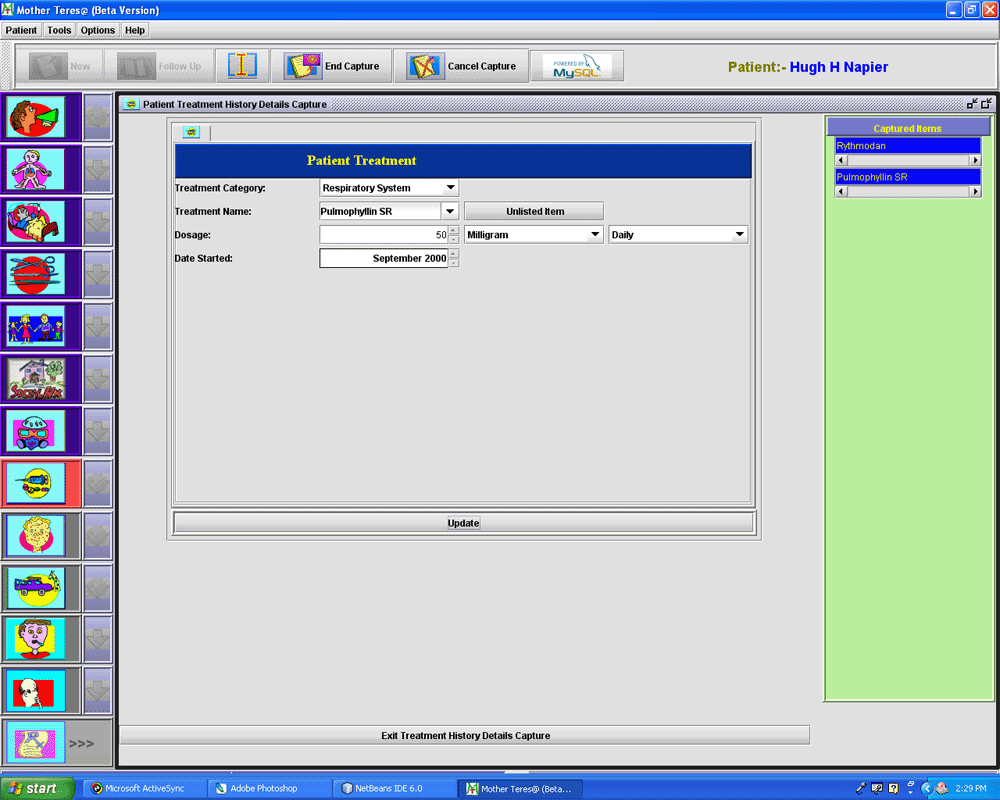 Mother Teres@ (Beta Version)
Patient Tools Options Help
New Follow Up End Capture Cancel Capture POWERED BY MySQL Patient:- Hugh H Napier
Patient Treatment History Details Capture
Captured Items
Rythmodan
Pulmophyllin SR
Patient Treatment
Treatment Category: Respiratory System
Treatment Name: Pulmophyllin SR Unlisted Item
Dosage: 50 Milligram Daily
Date Started: September 2000
Update
>>>
Exit Treatment History Details Capture
start Microsoft ActiveSync Adobe Photoshop NetBeans IDE 6.0 Mother Teres@ (Beta... 2:29 PM